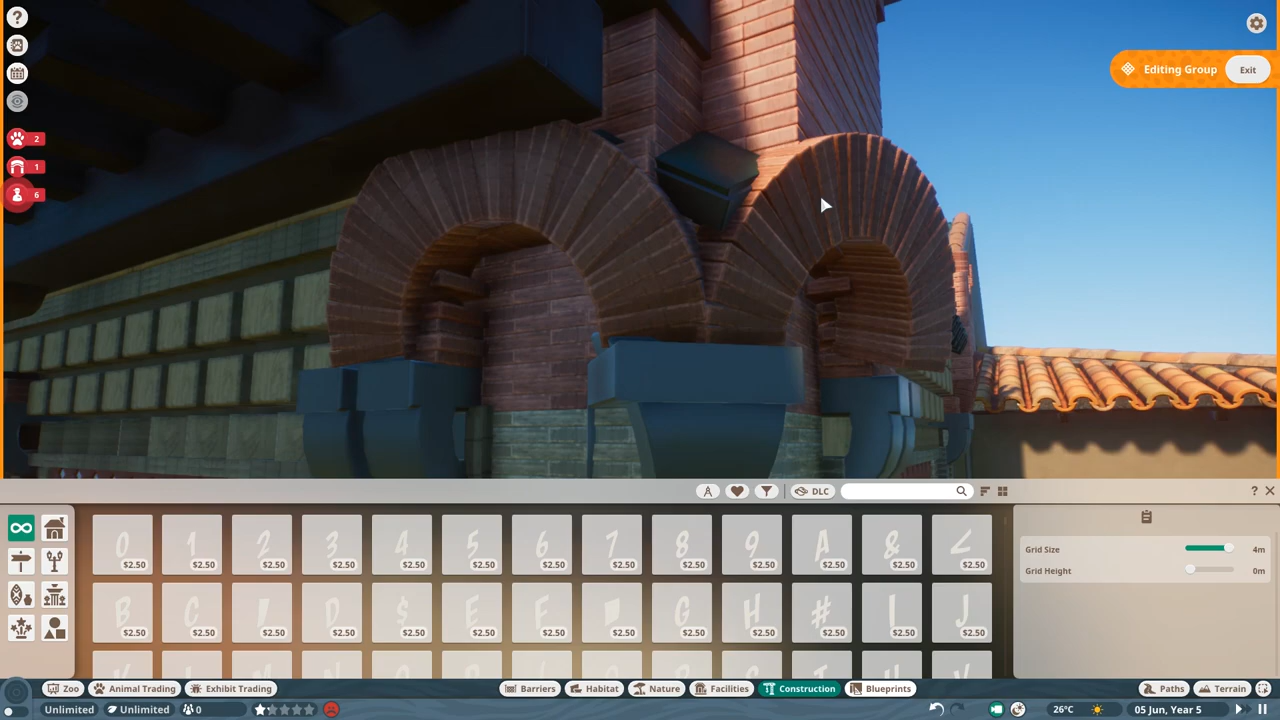 ?
Editing Group
Exit
2
1
6
DLC
?
0 $2.50
1 $2.50
2 $2.50
3 $2.50
4 $2.50
5 $2.50
6 $2.50
7 $2.50
8 $2.50
9 $2.50
A $2.50
& $2.50
$2.50
B $2.50
C $2.50
$2.50
D $2.50
$ $2.50
E $2.50
F $2.50
$2.50
G $2.50
H $2.50
# $2.50
I $2.50
J $2.50
Grid Size 4m
Grid Height 0m
Zoo
Animal Trading
Exhibit Trading
Barriers
Habitat
Nature
Facilities
Construction
Blueprints
Paths
Terrain
Unlimited
Unlimited
0
26°C
05 Jun, Year 5